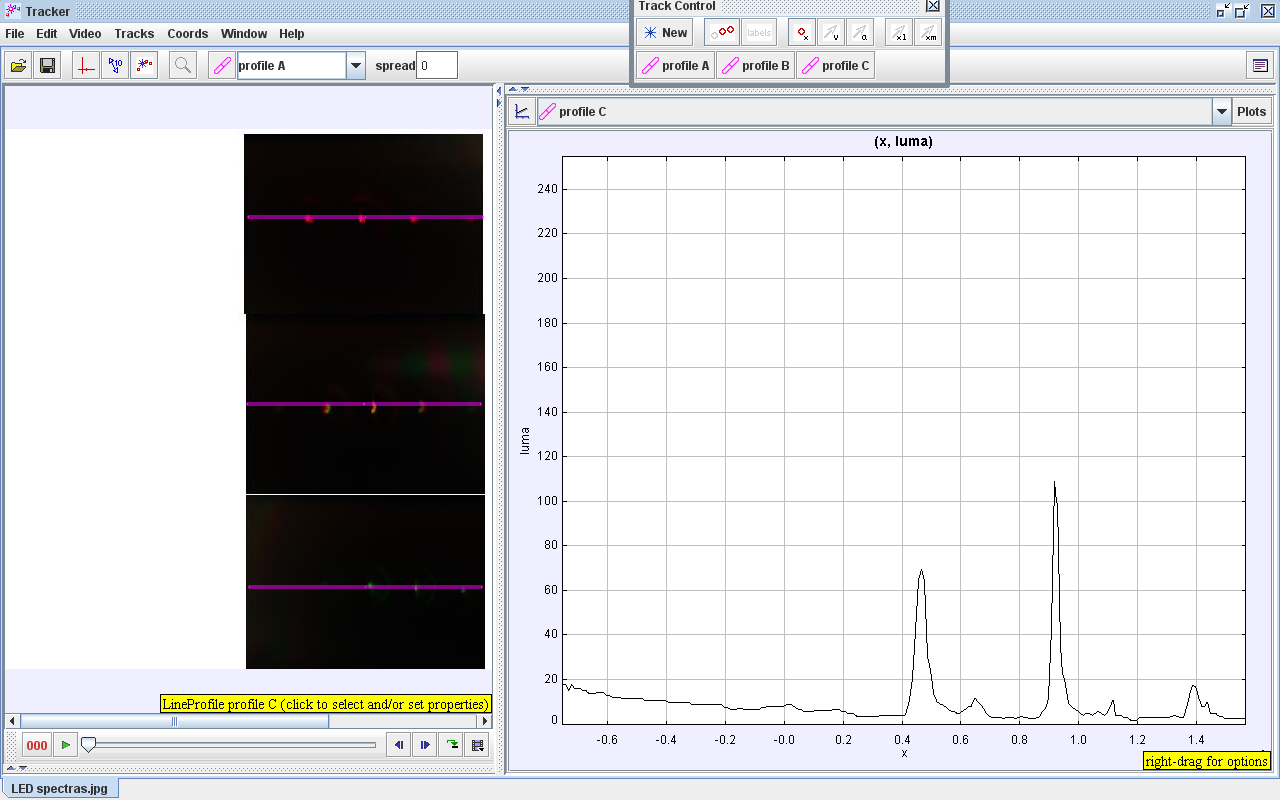 Tracker
Track Control
File Edit Video Tracks Coords Window Help
New
labels
x
v
a
x1
xm
10
profile A
spread 0
profile A
profile B
profile C
profile C
Plots
(x, luma)
luma
240
220
200
180
160
140
120
100
80
60
40
20
0
-0.6 -0.4 -0.2 -0.0 0.2 0.4 0.6 0.8 1.0 1.2 1.4
x
LineProfile profile C (click to select and/or set properties)
right-drag for options
000
LED spectras.jpg